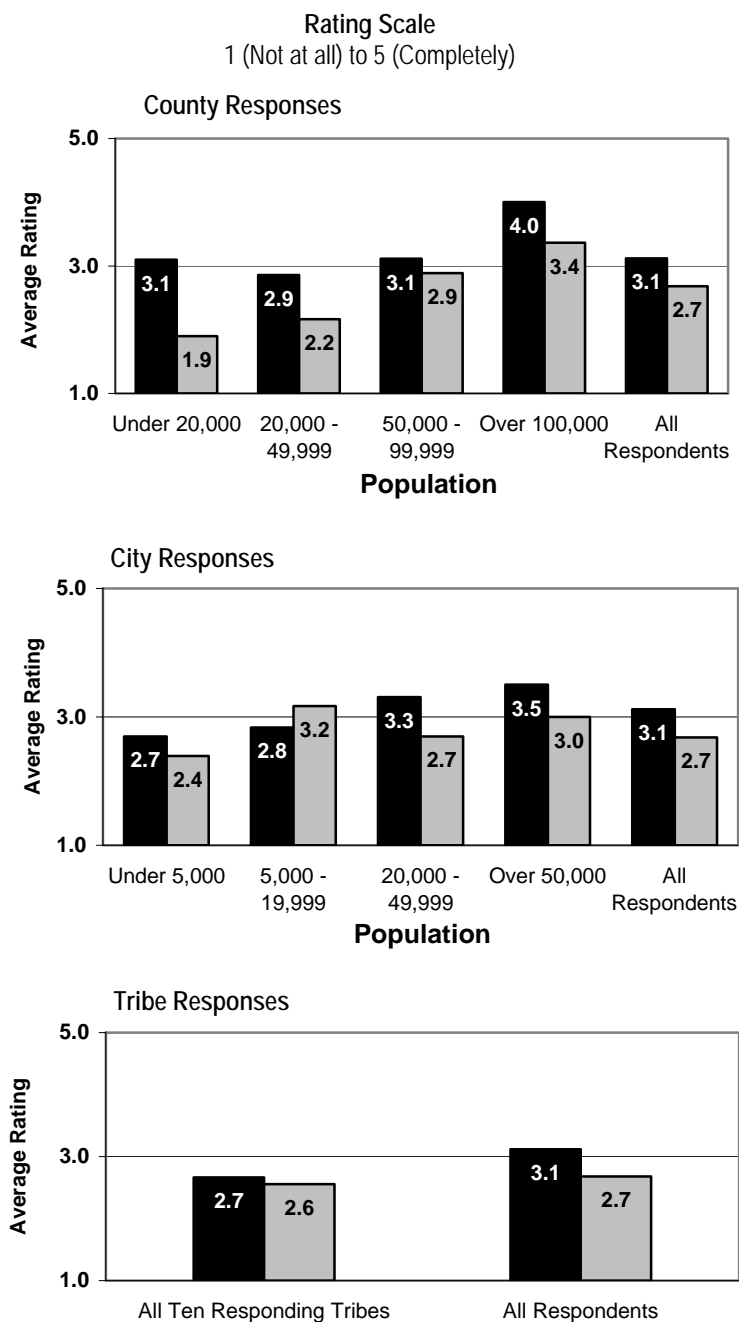 Rating Scale
1 (Not at all) to 5 (Completely)
County Responses
5.0
3.0
1.0
Average Rating
3.1
1.9
2.9
2.2
3.1
2.9
4.0
3.4
3.1
2.7
Under 20,000
20,000 -
49,999
50,000 -
99,999
Over 100,000
All
Respondents
Population
City Responses
5.0
3.0
1.0
Average Rating
2.7
2.4
2.8
3.2
3.3
2.7
3.5
3.0
3.1
2.7
Under 5,000
5,000 -
19,999
20,000 -
49,999
Over 50,000
All
Respondents
Population
Tribe Responses
5.0
3.0
1.0
Average Rating
2.7
2.6
3.1
2.7
All Ten Responding Tribes
All Respondents